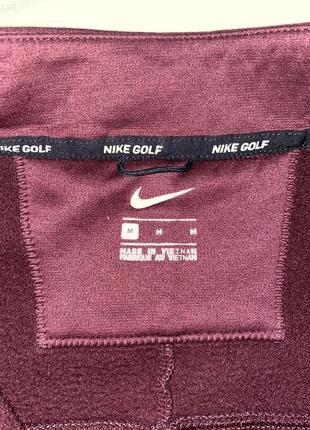 NIKE GOLF NIKE GOLF NIKE GOLF
M M M
MADE IN VIETNAM
FABRIQUÉ AU VIETNAM